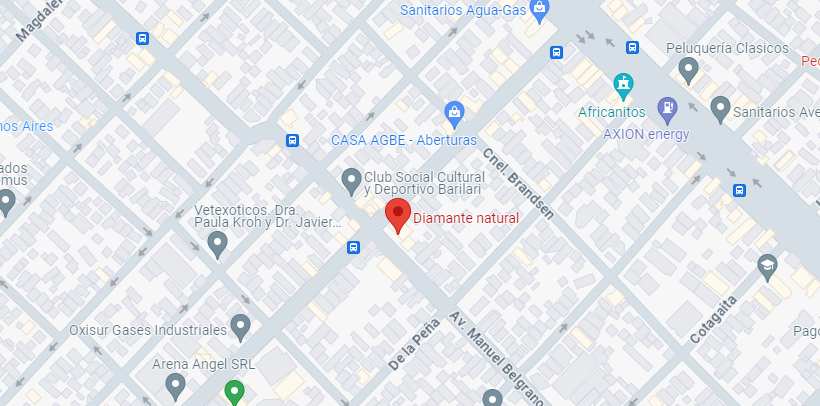 Magdalen
Sanitarios Agua-Gas
Peluquería Clasicos
Pec
Africanitos
Sanitarios Ave
AXION energy
nos Aires
CASA AGBE - Aberturas
Cnel. Brandsen
ados
mus
Club Social Cultural
y Deportivo Barilari
Vetexoticos. Dra.
Paula Kroh y Dr. Javier...
Diamante natural
Oxisur Gases Industriales
De la Peña
Av. Manuel Belgrano
Cotagaita
Pago
Arena Angel SRL